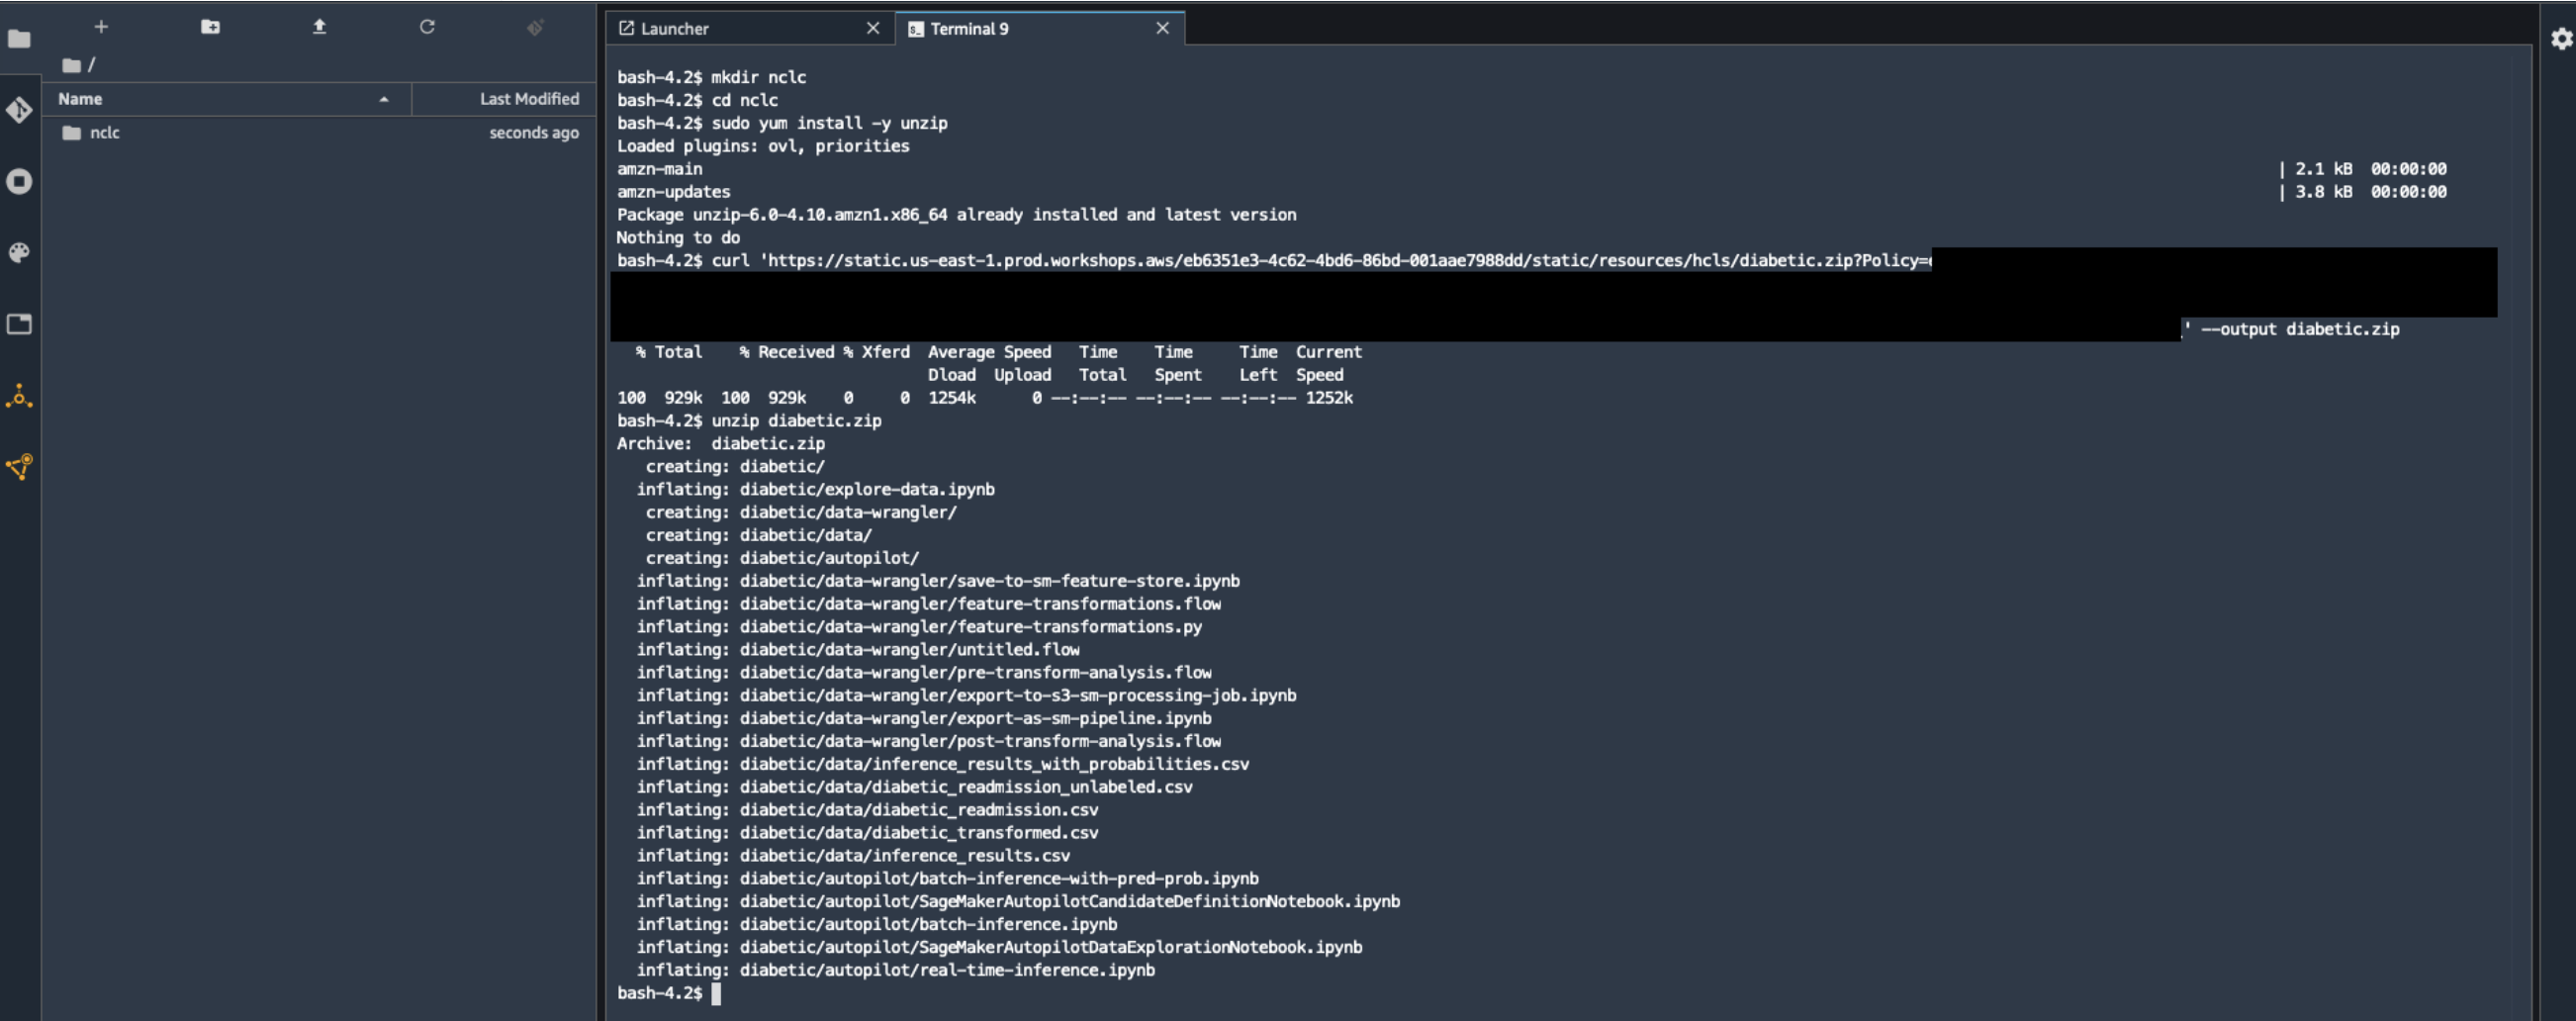 /
Name Last Modified
nclc seconds ago
Launcher Terminal 9
bash-4.2$ mkdir nclc
bash-4.2$ cd nclc
bash-4.2$ sudo yum install -y unzip
Loaded plugins: ovl, priorities
amzn-main | 2.1 kB 00:00:00
amzn-updates | 3.8 kB 00:00:00
Package unzip-6.0-4.10.amzn1.x86_64 already installed and latest version
Nothing to do
bash-4.2$ curl 'https://static.us-east-1.prod.workshops.aws/eb6351e3-4c62-4bd6-86bd-001aae7988dd/static/resources/hcls/diabetic.zip?Policy=
' --output diabetic.zip
% Total % Received % Xferd Average Speed Time Time Time Current
Dload Upload Total Spent Left Speed
100 929k 100 929k 0 0 1254k 0 --:--:-- --:--:-- --:--:-- 1252k
bash-4.2$ unzip diabetic.zip
Archive: diabetic.zip
creating: diabetic/
inflating: diabetic/explore-data.ipynb
creating: diabetic/data-wrangler/
creating: diabetic/data/
creating: diabetic/autopilot/
inflating: diabetic/data-wrangler/save-to-sm-feature-store.ipynb
inflating: diabetic/data-wrangler/feature-transformations.flow
inflating: diabetic/data-wrangler/feature-transformations.py
inflating: diabetic/data-wrangler/untitled.flow
inflating: diabetic/data-wrangler/pre-transform-analysis.flow
inflating: diabetic/data-wrangler/export-to-s3-sm-processing-job.ipynb
inflating: diabetic/data-wrangler/export-as-sm-pipeline.ipynb
inflating: diabetic/data-wrangler/post-transform-analysis.flow
inflating: diabetic/data/inference_results_with_probabilities.csv
inflating: diabetic/data/diabetic_readmission_unlabeled.csv
inflating: diabetic/data/diabetic_readmission.csv
inflating: diabetic/data/diabetic_transformed.csv
inflating: diabetic/data/inference_results.csv
inflating: diabetic/autopilot/batch-inference-with-pred-prob.ipynb
inflating: diabetic/autopilot/SageMakerAutopilotCandidateDefinitionNotebook.ipynb
inflating: diabetic/autopilot/batch-inference.ipynb
inflating: diabetic/autopilot/SageMakerAutopilotDataExplorationNotebook.ipynb
inflating: diabetic/autopilot/real-time-inference.ipynb
bash-4.2$